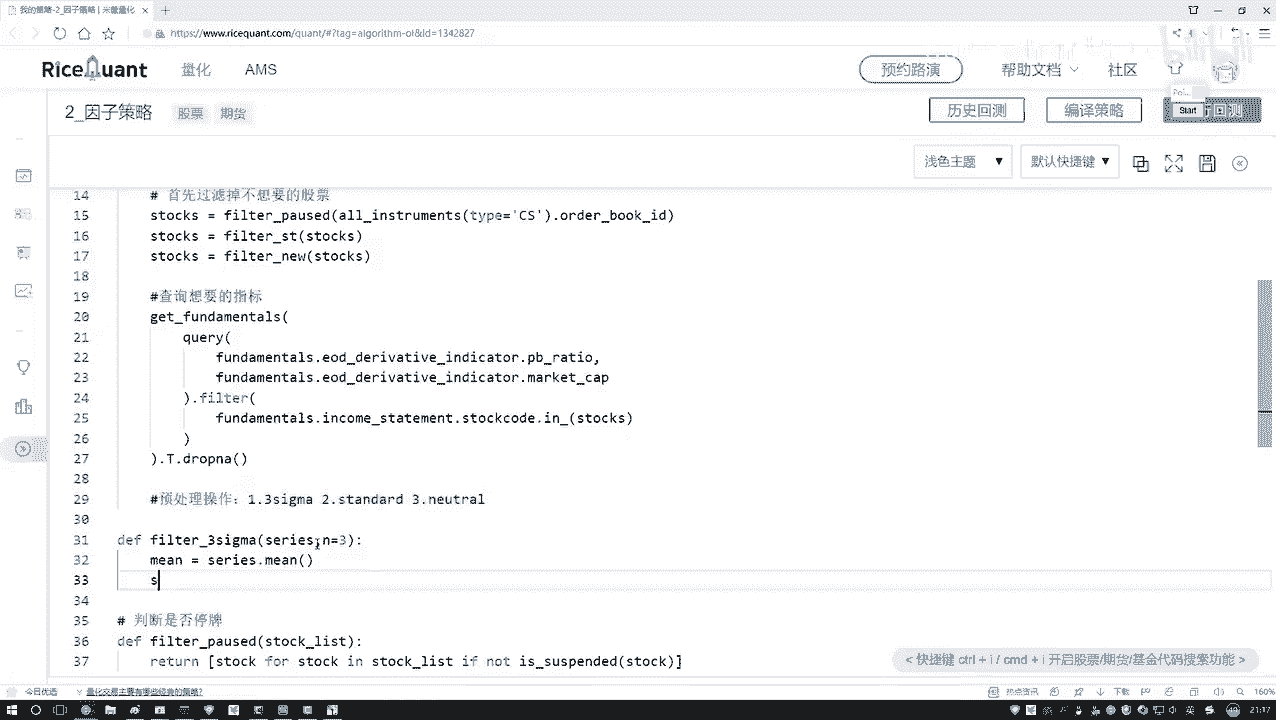 我的策略-2_因子策略 | 米筐量化
https://www.ricequant.com/quant/#?tag=algorithm-ol&id=1342827
RiceQuant 量化 AMS 预约路演 帮助文档 社区
2_因子策略 股票 期货 历史回测 编译策略
Start
浅色主题 ▼ 默认快捷键 ▼
14 # 首先过滤掉不想要的股票
15 stocks = filter_paused(all_instruments(type='CS').order_book_id)
16 stocks = filter_st(stocks)
17 stocks = filter_new(stocks)
18
19 #查询想要的指标
20 get_fundamentals(
21 query(
22 fundamentals.eod_derivative_indicator.pb_ratio,
23 fundamentals.eod_derivative_indicator.market_cap
24 ).filter(
25 fundamentals.income_statement.stockcode.in_(stocks)
26 )
27 ).T.dropna()
28
29 #预处理操作：1.3sigma 2.standard 3.neutral
30
31 def filter_3sigma(series,n=3):
32 mean = series.mean()
33 s
34
35 # 判断是否停牌
36 def filter_paused(stock_list):
37 return [stock for stock in stock_list if not is_suspended(stock)]
< 快捷键 ctrl + i / cmd + i 开启股票/期货/基金代码搜索功能 >
今日优选 量化交易主要有哪些经典的策略? 热点资讯 下载 160%
21:17